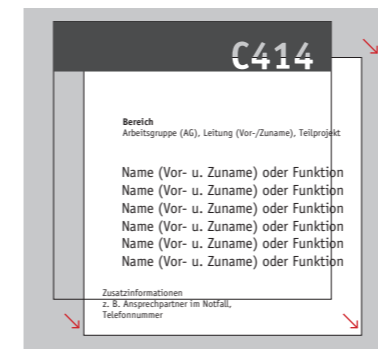 C414
Bereich
Arbeitsgruppe (AG), Leitung (Vor-/Zuname), Teilprojekt
Name (Vor- u. Zuname) oder Funktion
Name (Vor- u. Zuname) oder Funktion
Name (Vor- u. Zuname) oder Funktion
Name (Vor- u. Zuname) oder Funktion
Name (Vor- u. Zuname) oder Funktion
Name (Vor- u. Zuname) oder Funktion
Zusatzinformationen
z. B. Ansprechpartner im Notfall,
Telefonnummer